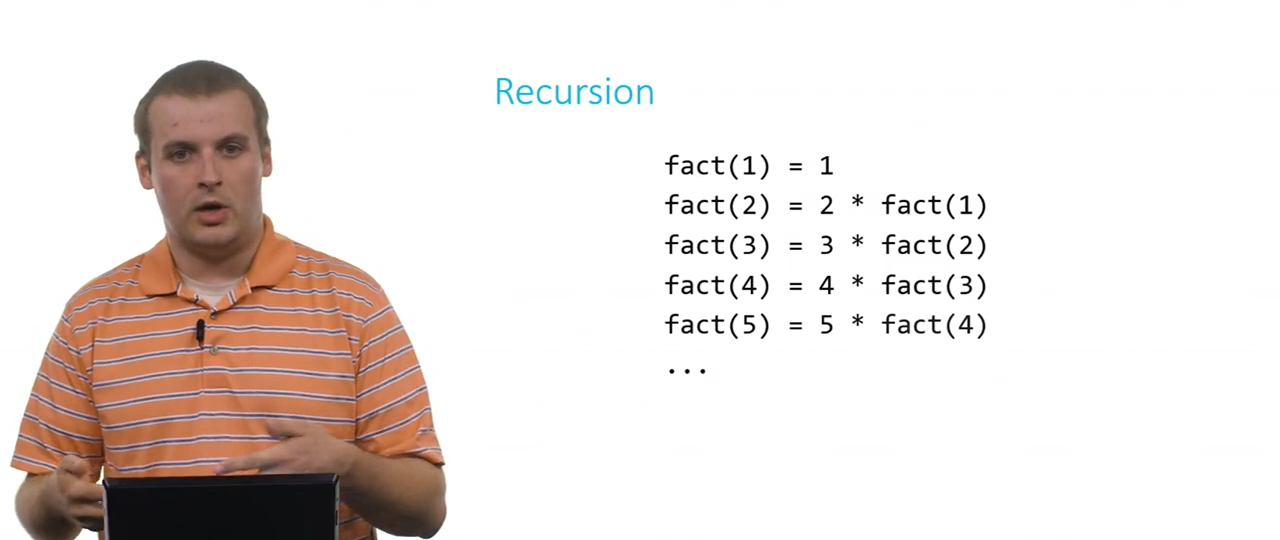 Recursion
fact(1) = 1
fact(2) = 2 * fact(1)
fact(3) = 3 * fact(2)
fact(4) = 4 * fact(3)
fact(5) = 5 * fact(4)
...